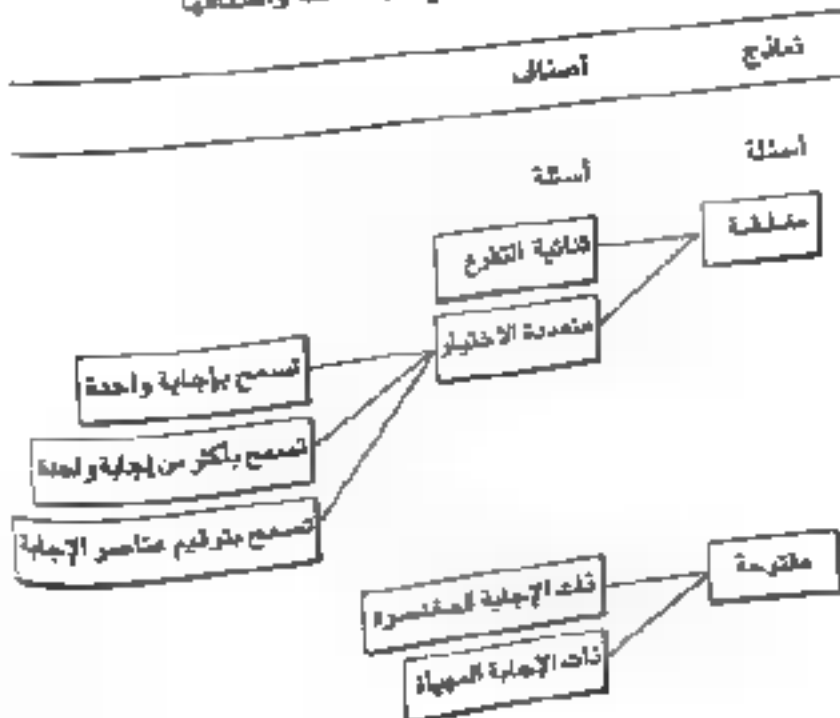 وأصنافها
نماذج أصناف
أسئلة أسئلة
مغلقة
ثنائية التفرع
متعددة الاختيار
تسمح بإجابة واحدة
تسمح بأكثر من إجابة واحدة
تسمح بترقيم عناصر الإجابة
مفتوحة
ذات الإجابة المختصرة
ذات الإجابة المهيأة